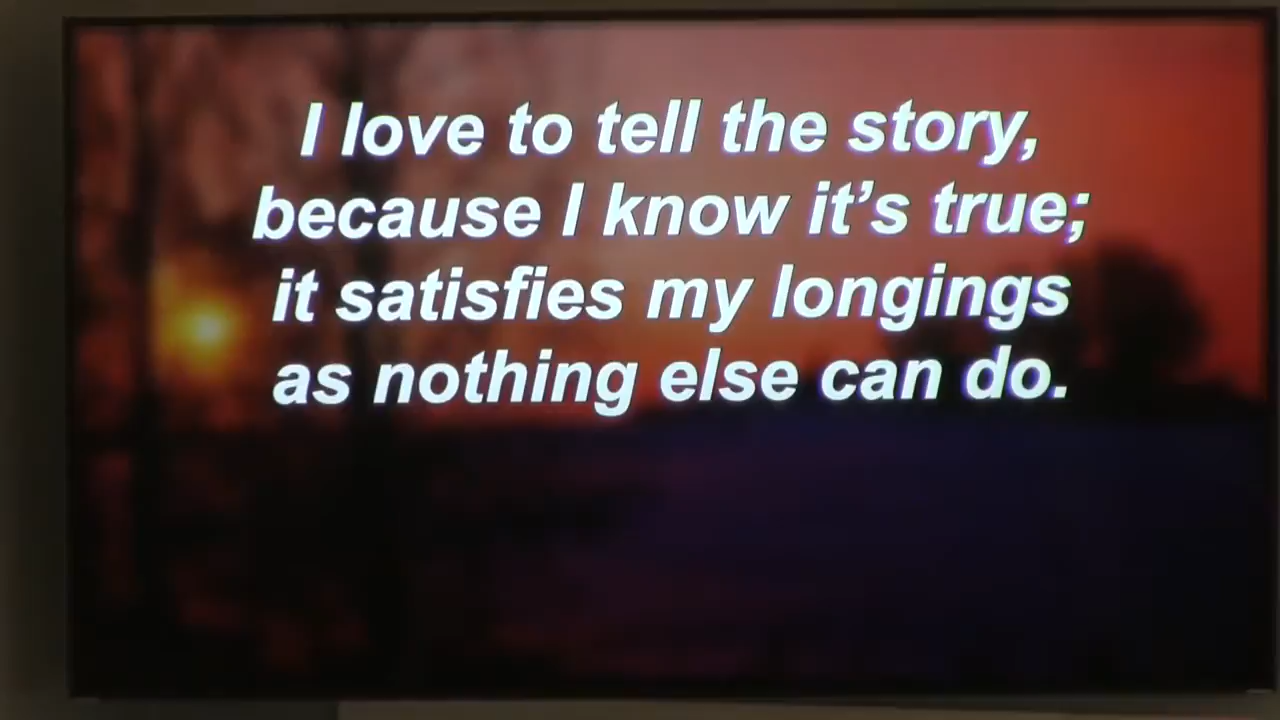 I love to tell the story,
because I know it’s true;
it satisfies my longings
as nothing else can do.